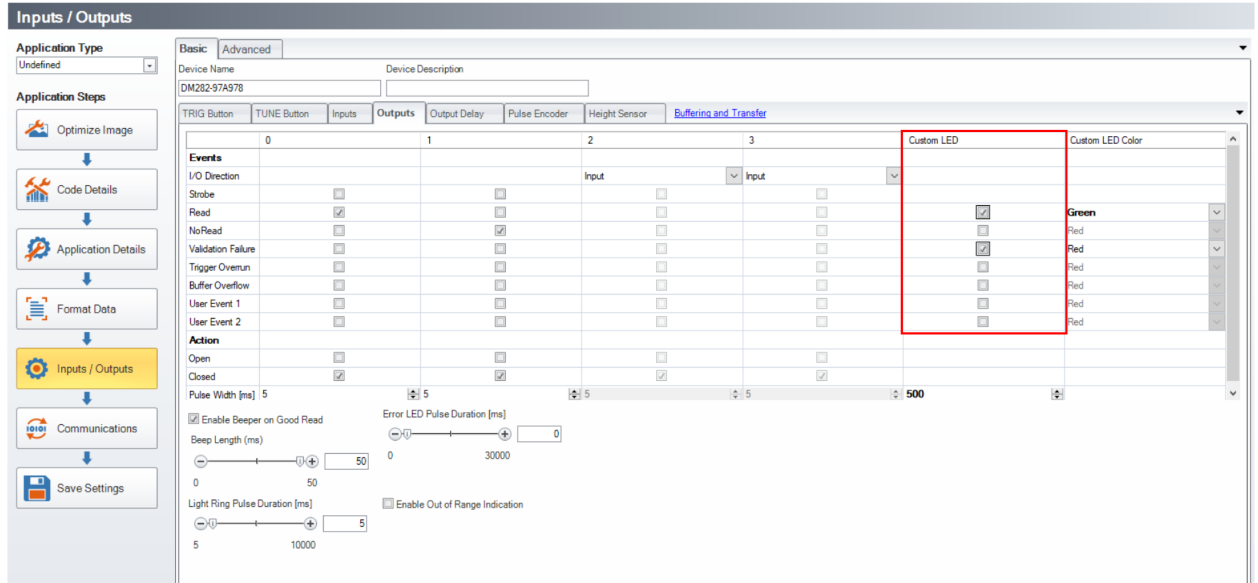 Inputs / Outputs
Application Type
Undefined
Application Steps
Optimize Image
Code Details
Application Details
Format Data
Inputs / Outputs
Communications
Save Settings
Basic Advanced
Device Name Device Description
DM282-97A978
TRIG Button TUNE Button Inputs Outputs Output Delay Pulse Encoder Height Sensor Buffering and Transfer
0 1 2 3 Custom LED Custom LED Color
Events
I/O Direction Input Input
Strobe
Read Green
NoRead Red
Validation Failure Red
Trigger Overrun Red
Buffer Overflow Red
User Event 1 Red
User Event 2 Red
Action
Open
Closed
Pulse Width [ms] 5 5 5 5 500
Enable Beeper on Good Read
Beep Length (ms)
50
0 50
Error LED Pulse Duration [ms]
0
0 30000
Light Ring Pulse Duration [ms]
5
5 10000
Enable Out of Range Indication